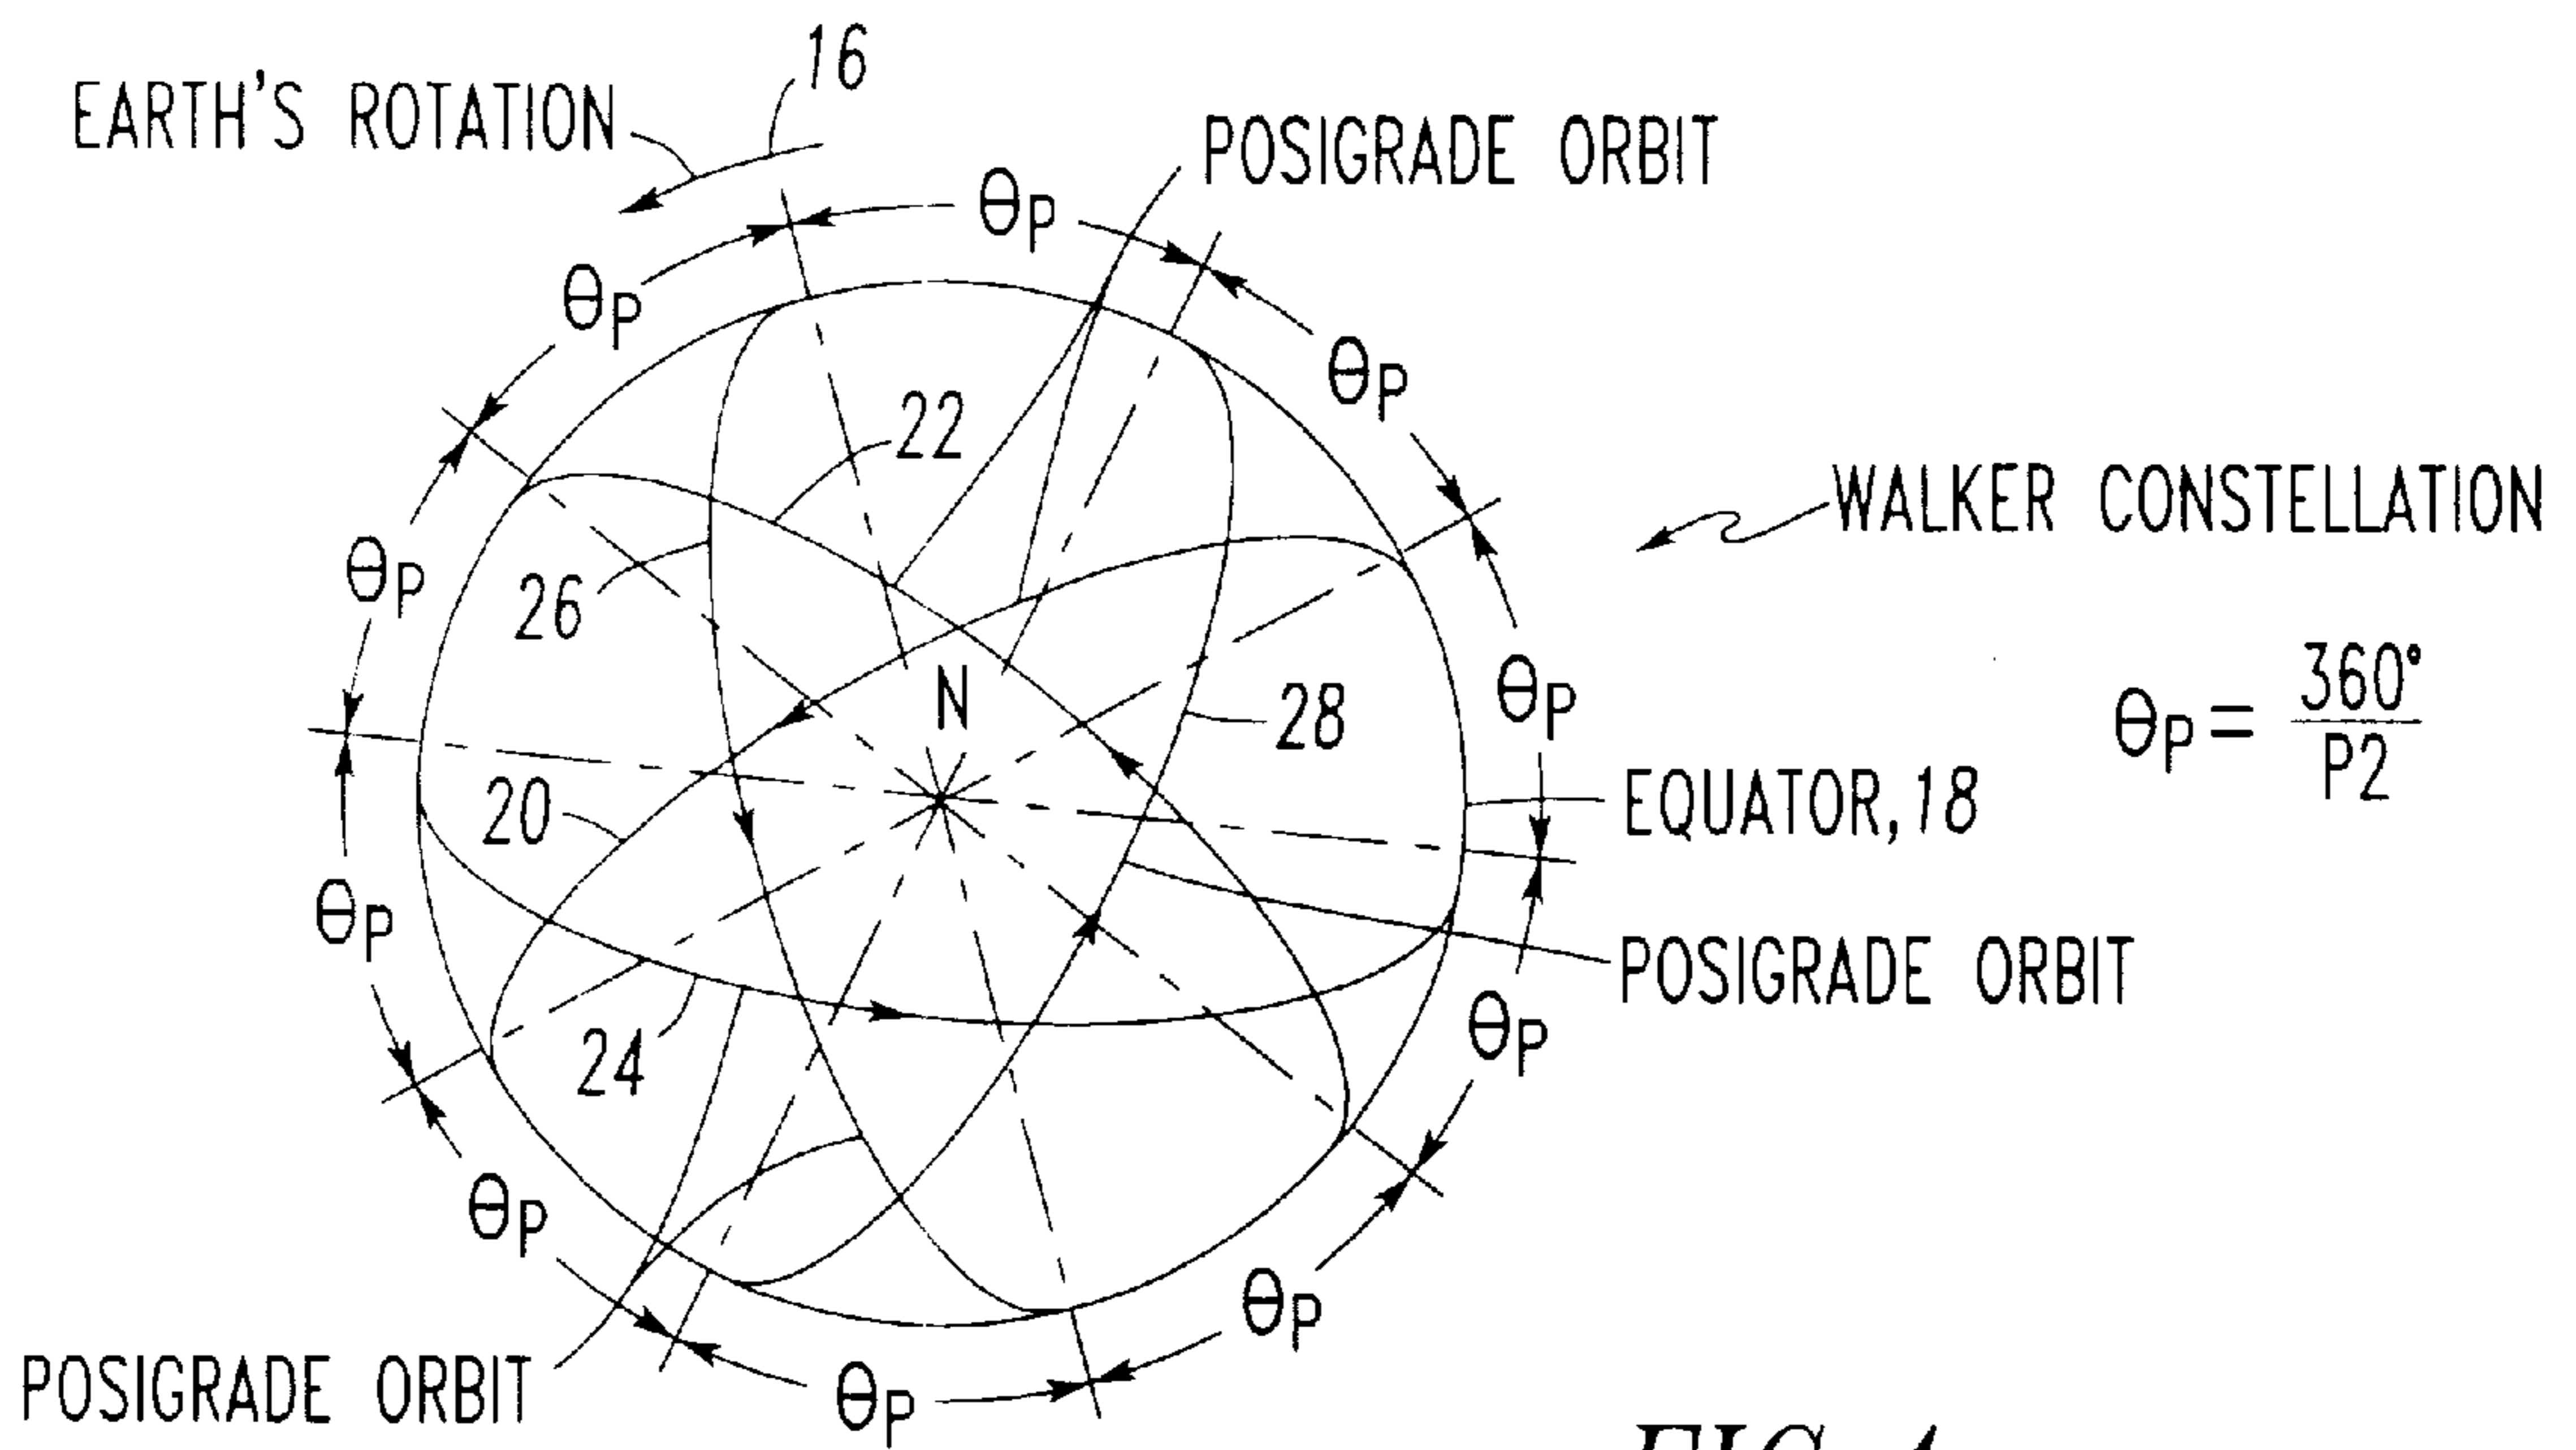 16
EARTH'S ROTATION
POSIGRADE ORBIT
θP
θP
θP
22
WALKER CONSTELLATION
θP
26
N
28
θP
θP = 360° / P2
20
EQUATOR, 18
θP
24
POSIGRADE ORBIT
θP
θP
θP
POSIGRADE ORBIT
θP